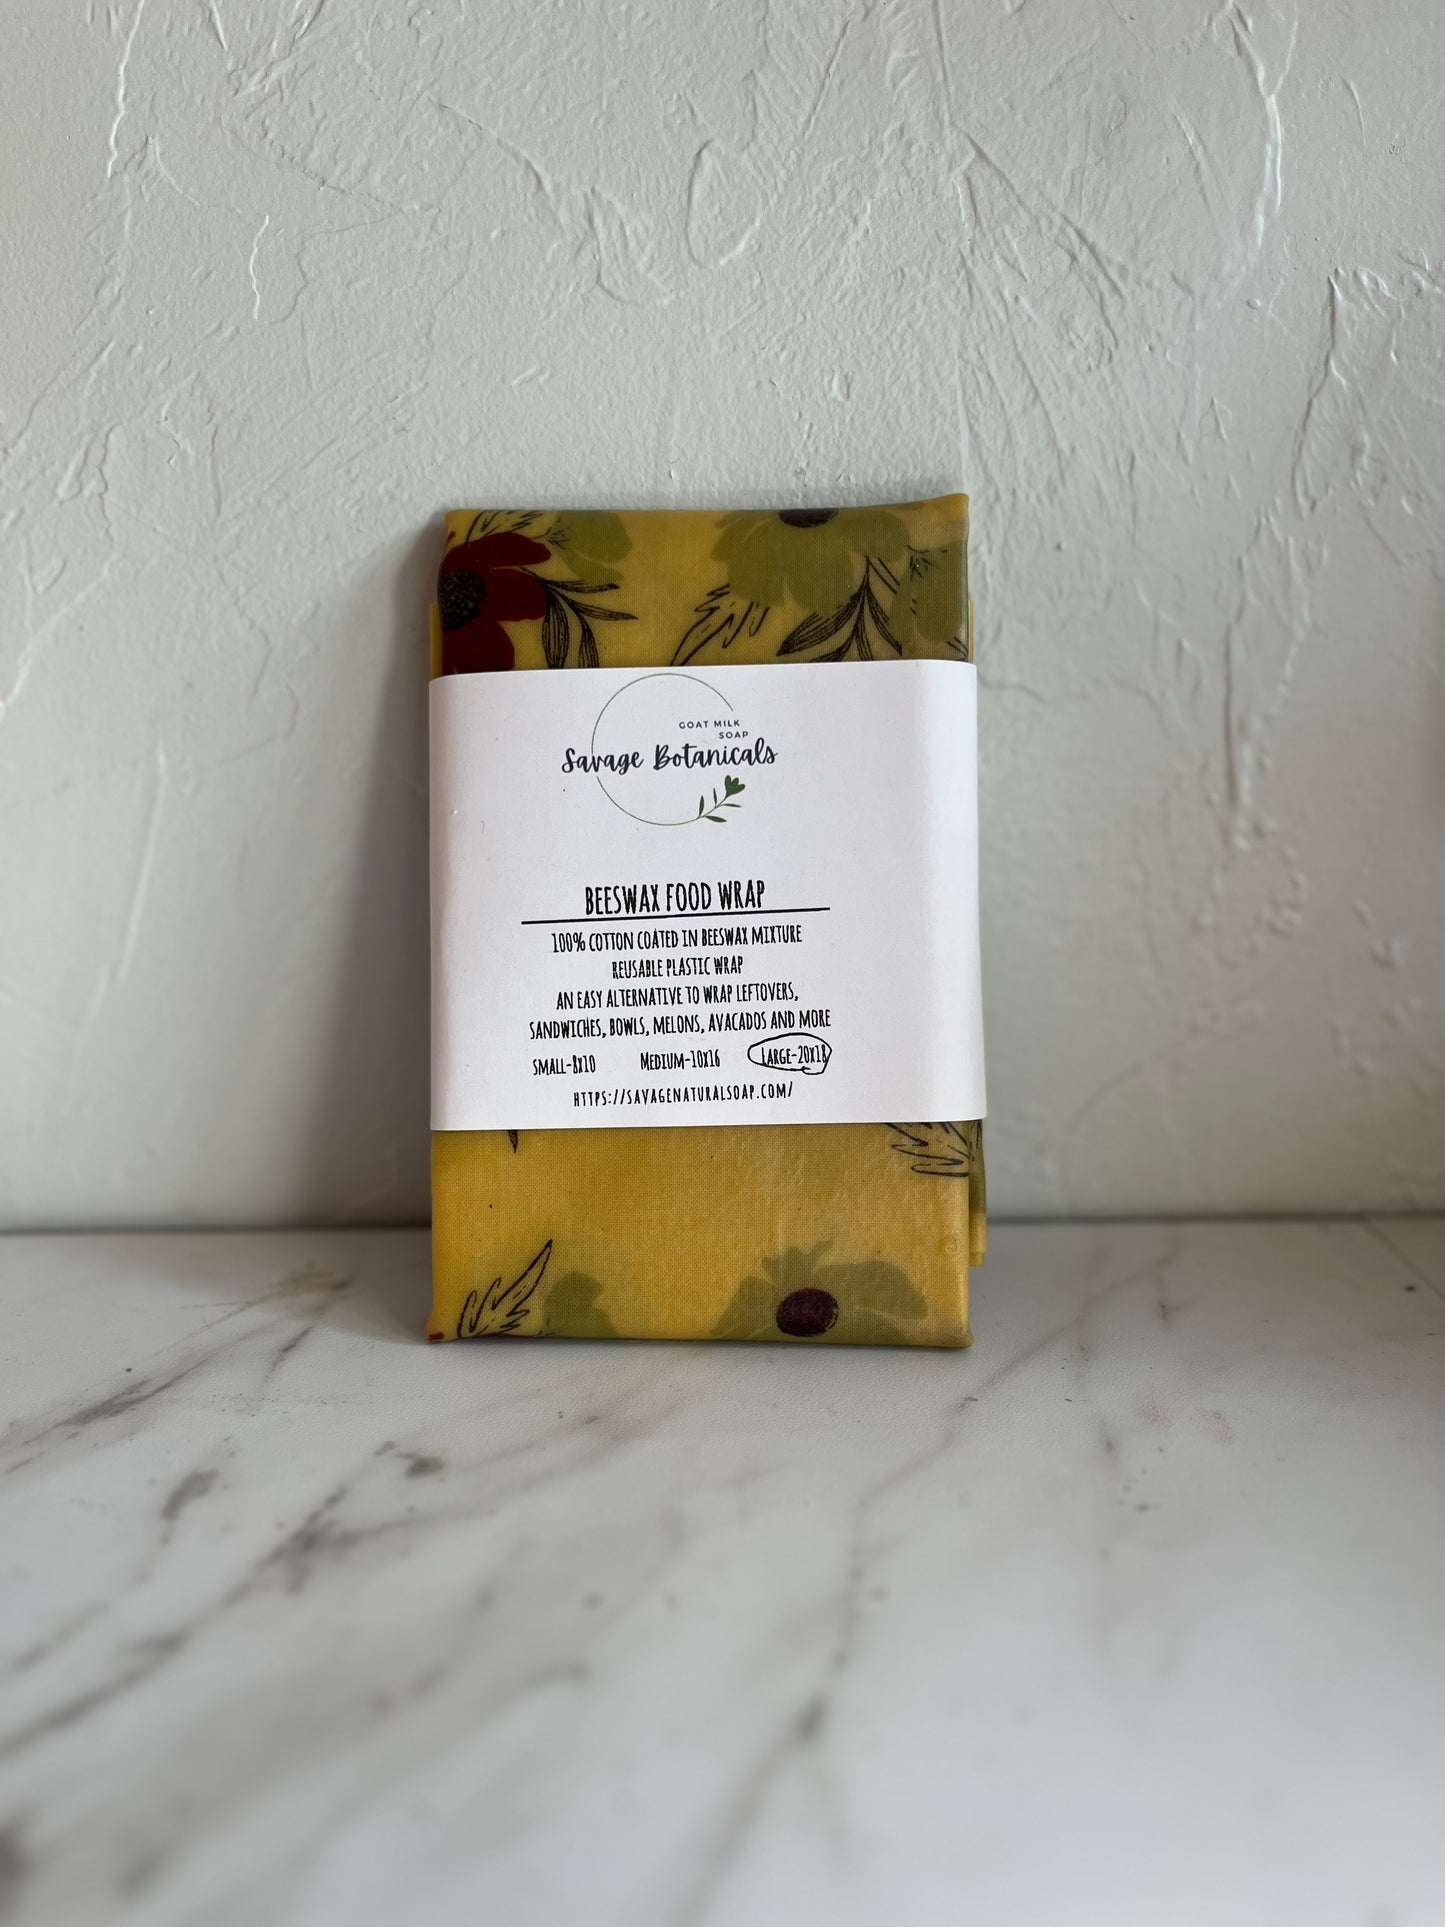 GOAT MILK
SOAP
Savage Botanicals
BEESWAX FOOD WRAP
100% COTTON COATED IN BEESWAX MIXTURE
REUSABLE PLASTIC WRAP
AN EASY ALTERNATIVE TO WRAP LEFTOVERS,
SANDWICHES, BOWLS, MELONS, AVACADOS AND MORE
SMALL-8X10 MEDIUM-10X16 LARGE-20X18
HTTPS://SAVAGENATURALSOAP.COM/